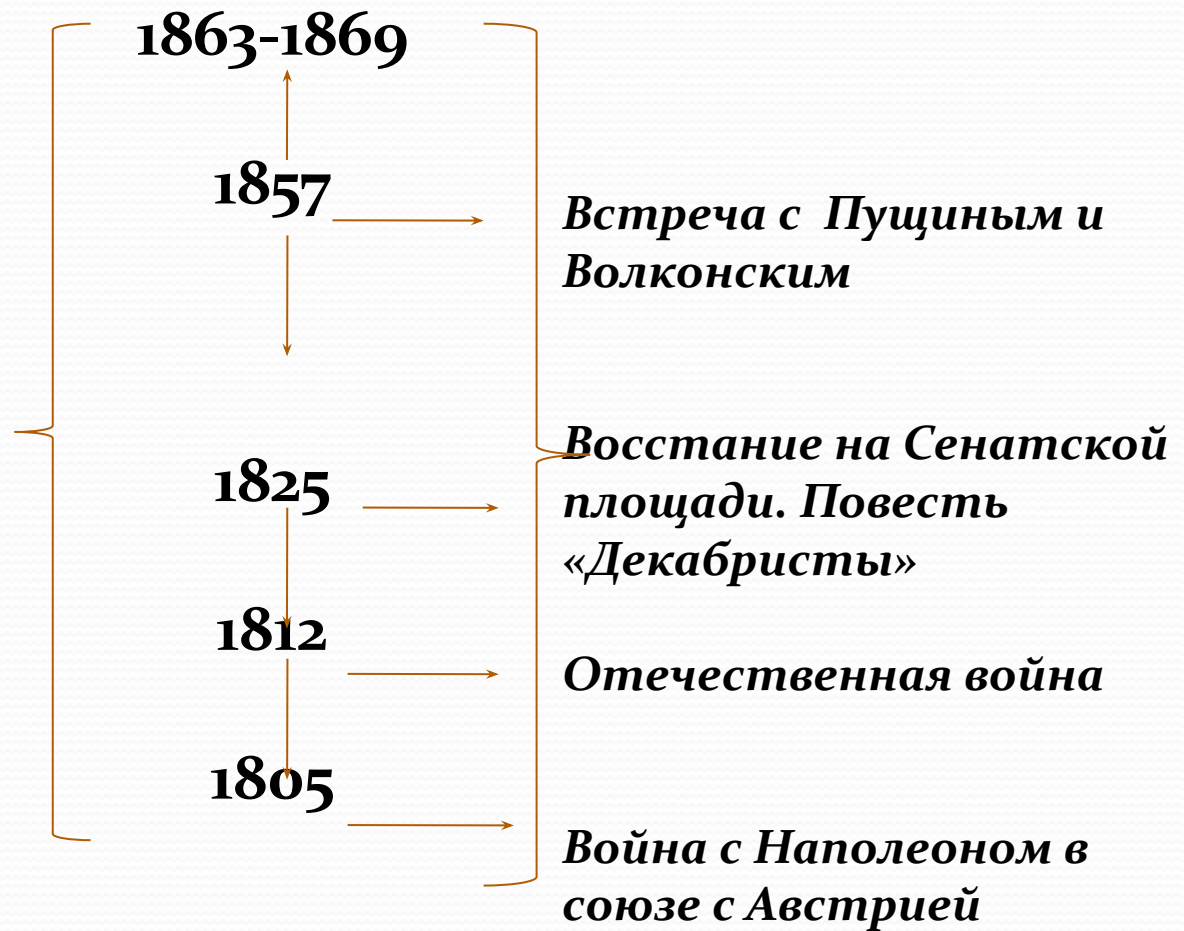 1863-1869
1857
Встреча с Пущиным и
Волконским
1825
Восстание на Сенатской
площади. Повесть
«Декабристы»
1812
Отечественная война
1805
Война с Наполеоном в
союзе с Австрией